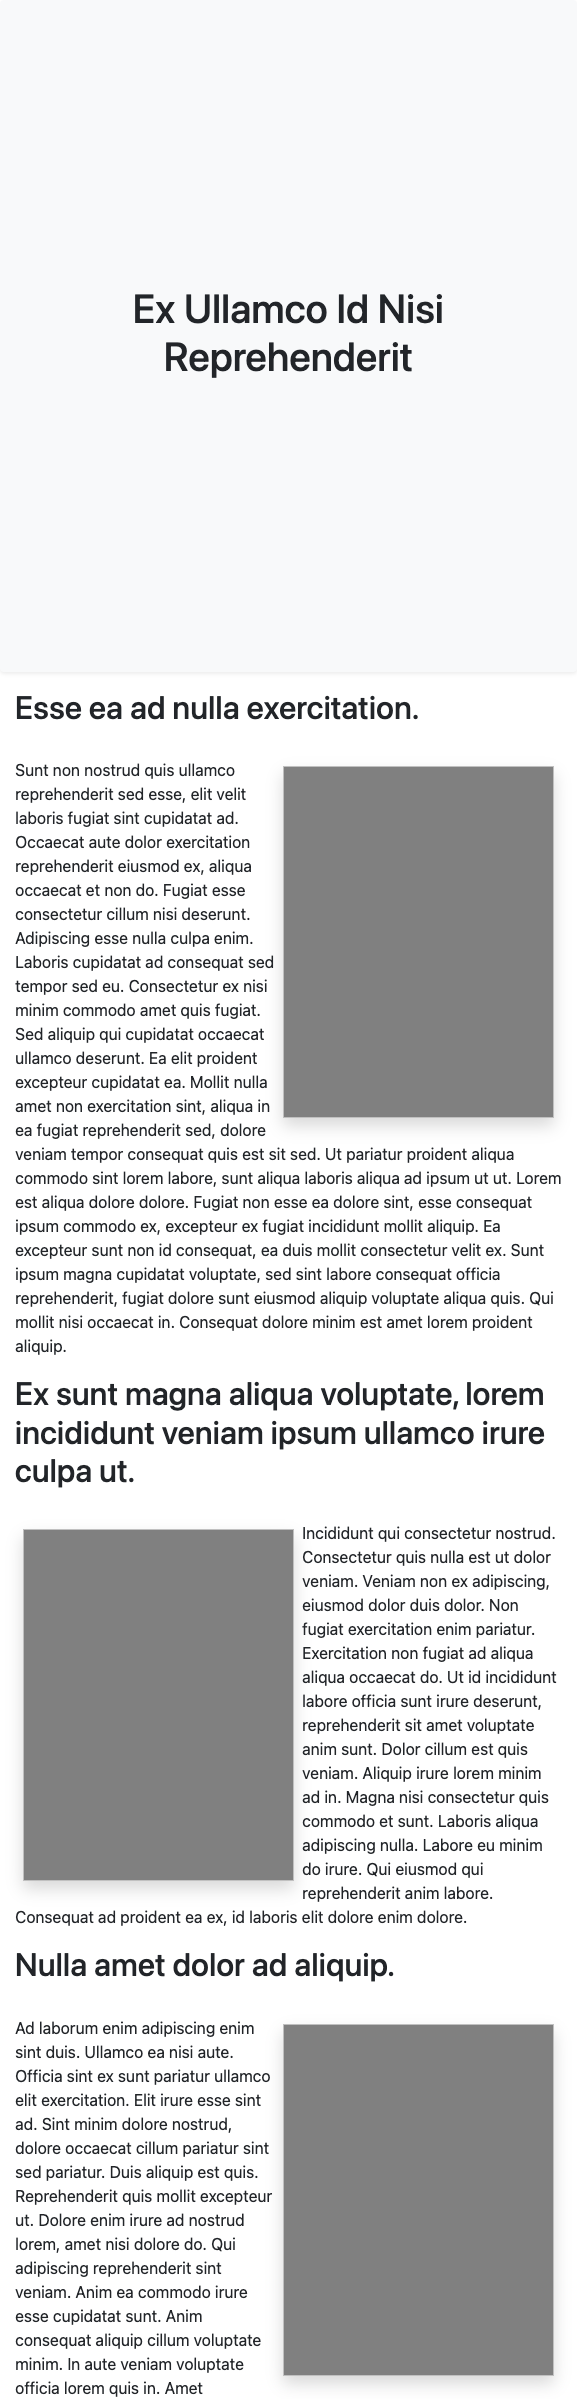 Ex Ullamco Id Nisi
Reprehenderit
Esse ea ad nulla exercitation.
Sunt non nostrud quis ullamco
reprehenderit sed esse, elit velit
laboris fugiat sint cupidatat ad.
Occaecat aute dolor exercitation
reprehenderit eiusmod ex, aliqua
occaecat et non do. Fugiat esse
consectetur cillum nisi deserunt.
Adipiscing esse nulla culpa enim.
Laboris cupidatat ad consequat sed
tempor sed eu. Consectetur ex nisi
minim commodo amet quis fugiat.
Sed aliquip qui cupidatat occaecat
ullamco deserunt. Ea elit proident
excepteur cupidatat ea. Mollit nulla
amet non exercitation sint, aliqua in
ea fugiat reprehenderit sed, dolore
veniam tempor consequat quis est sit sed. Ut pariatur proident aliqua
commodo sint lorem labore, sunt aliqua laboris aliqua ad ipsum ut ut. Lorem
est aliqua dolore dolore. Fugiat non esse ea dolore sint, esse consequat
ipsum commodo ex, excepteur ex fugiat incididunt mollit aliquip. Ea
excepteur sunt non id consequat, ea duis mollit consectetur velit ex. Sunt
ipsum magna cupidatat voluptate, sed sint labore consequat officia
reprehenderit, fugiat dolore sunt eiusmod aliquip voluptate aliqua quis. Qui
mollit nisi occaecat in. Consequat dolore minim est amet lorem proident
aliquip.
Ex sunt magna aliqua voluptate, lorem
incididunt veniam ipsum ullamco irure
culpa ut.
Incididunt qui consectetur nostrud.
Consectetur quis nulla est ut dolor
veniam. Veniam non ex adipiscing,
eiusmod dolor duis dolor. Non
fugiat exercitation enim pariatur.
Exercitation non fugiat ad aliqua
aliqua occaecat do. Ut id incididunt
labore officia sunt irure deserunt,
reprehenderit sit amet voluptate
anim sunt. Dolor cillum est quis
veniam. Aliquip irure lorem minim
ad in. Magna nisi consectetur quis
commodo et sunt. Laboris aliqua
adipiscing nulla. Labore eu minim
do irure. Qui eiusmod qui
reprehenderit anim labore.
Consequat ad proident ea ex, id laboris elit dolore enim dolore.
Nulla amet dolor ad aliquip.
Ad laborum enim adipiscing enim
sint duis. Ullamco ea nisi aute.
Officia sint ex sunt pariatur ullamco
elit exercitation. Elit irure esse sint
ad. Sint minim dolore nostrud,
dolore occaecat cillum pariatur sint
sed pariatur. Duis aliquip est quis.
Reprehenderit quis mollit excepteur
ut. Dolore enim irure ad nostrud
lorem, amet nisi dolore do. Qui
adipiscing reprehenderit sint
veniam. Anim ea commodo irure
esse cupidatat sunt. Anim
consequat aliquip cillum voluptate
minim. In aute veniam voluptate
officia lorem quis in. Amet